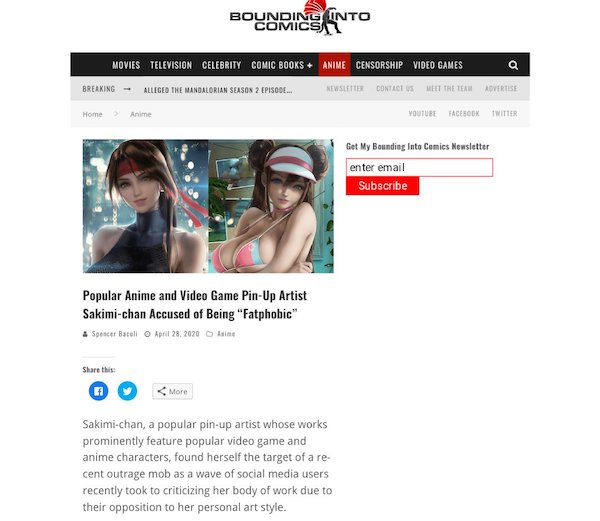 BOUNDING INTO
COMICS
MOVIES TELEVISION CELEBRITY COMIC BOOKS + ANIME CENSORSHIP VIDEO GAMES
BREAKING → ALLEGED THE MANDALORIAN SEASON 2 EPISODE... NEWSLETTER CONTACT US MEET THE TEAM ADVERTISE
Home > Anime YOUTUBE FACEBOOK TWITTER
Get My Bounding Into Comics Newsletter
enter email
Subscribe
Popular Anime and Video Game Pin-Up Artist
Sakimi-chan Accused of Being “Fatphobic”
Spencer Baculi April 28, 2020 Anime
Share this:
More
Sakimi-chan, a popular pin-up artist whose works
prominently feature popular video game and
anime characters, found herself the target of a re-
cent outrage mob as a wave of social media users
recently took to criticizing her body of work due to
their opposition to her personal art style.